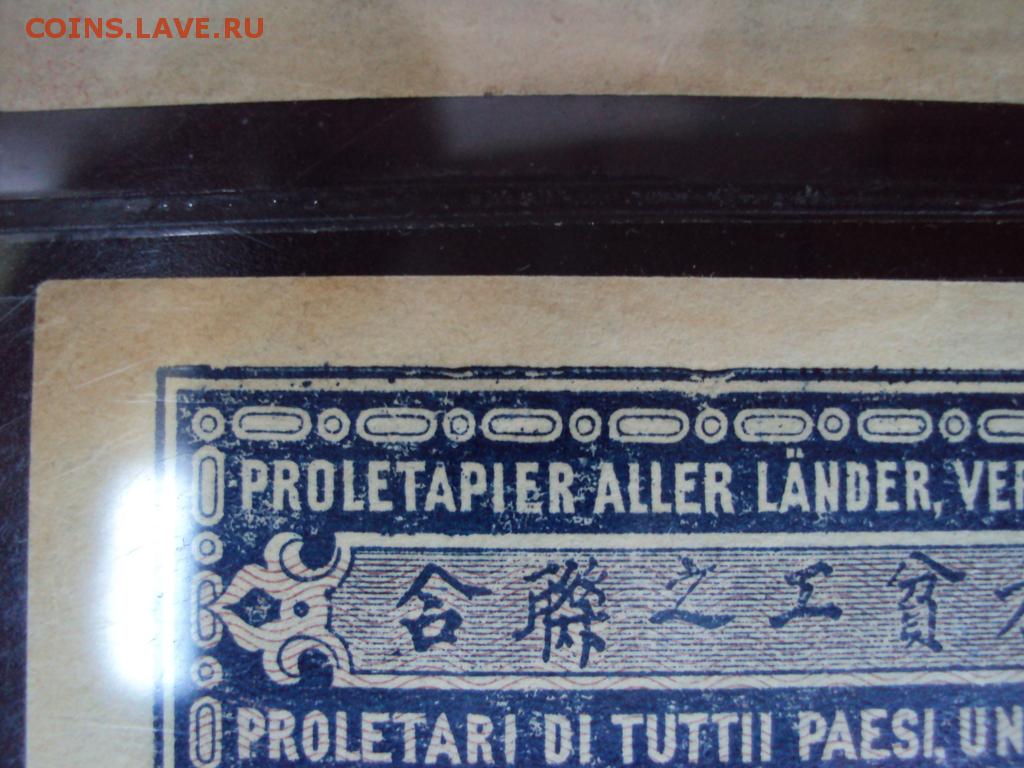 COINS.LAVE.RU
PROLETAPIER ALLER LÄNDER, VER
合聯之工貧
PROLETARI DI TUTTII PAESI, UN